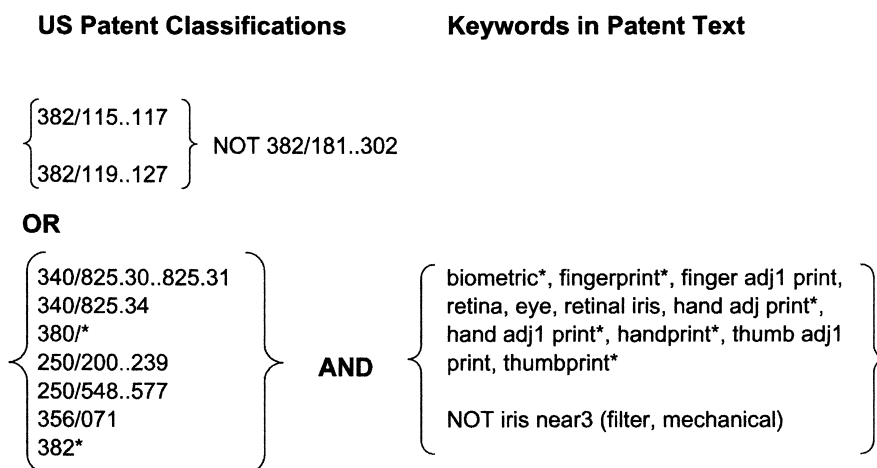 US Patent Classifications
Keywords in Patent Text
382/115..117
NOT 382/181..302
382/119..127
OR
340/825.30..825.31
340/825.34
380/*
250/200..239
250/548..577
356/071
382*
AND
biometric*, fingerprint*, finger adj1 print,
retina, eye, retinal iris, hand adj print*,
hand adj1 print*, handprint*, thumb adj1
print, thumbprint*
NOT iris near3 (filter, mechanical)